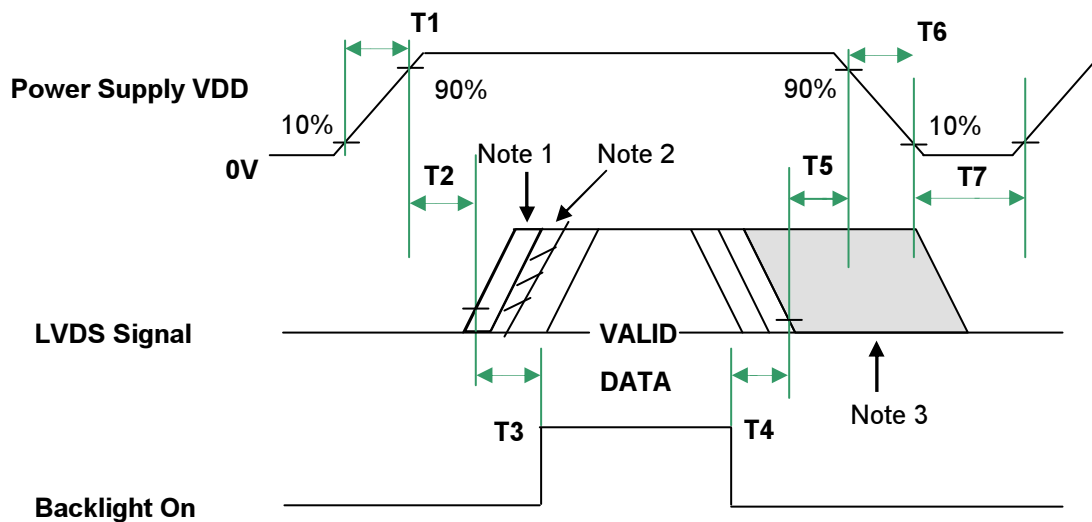 T1
T6
Power Supply VDD
90%
90%
10%
10%
0V
Note 1
Note 2
T2
T5
T7
LVDS Signal
VALID
DATA
Note 3
T3
T4
Backlight On